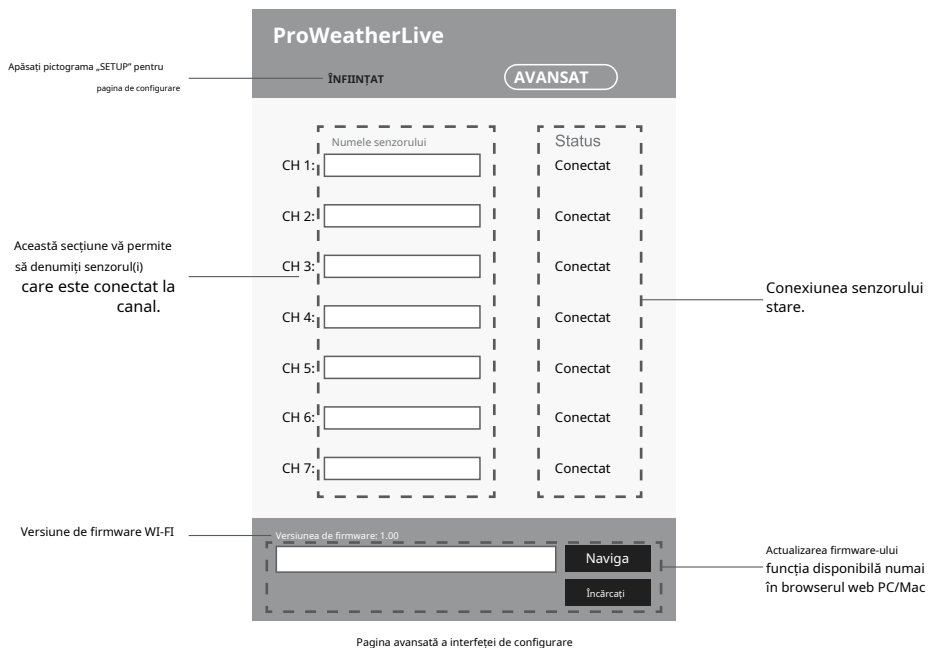 ProWeatherLive
Apăsați pictograma „SETUP” pentru
pagina de configurare
ÎNFIINȚAT
AVANSAT
Numele senzorului
Status
CH 1:
Conectat
CH 2:
Conectat
Această secțiune vă permite
să denumiți senzorul(i)
care este conectat la
canal.
CH 3:
Conectat
Conexiunea senzorului
stare.
CH 4:
Conectat
CH 5:
Conectat
CH 6:
Conectat
CH 7:
Conectat
Versiune de firmware WI-FI
Versiunea de firmware: 1.00
Naviga
Încărcați
Actualizarea firmware-ului
funcția disponibilă numai
în browserul web PC/Mac
Pagina avansată a interfeței de configurare